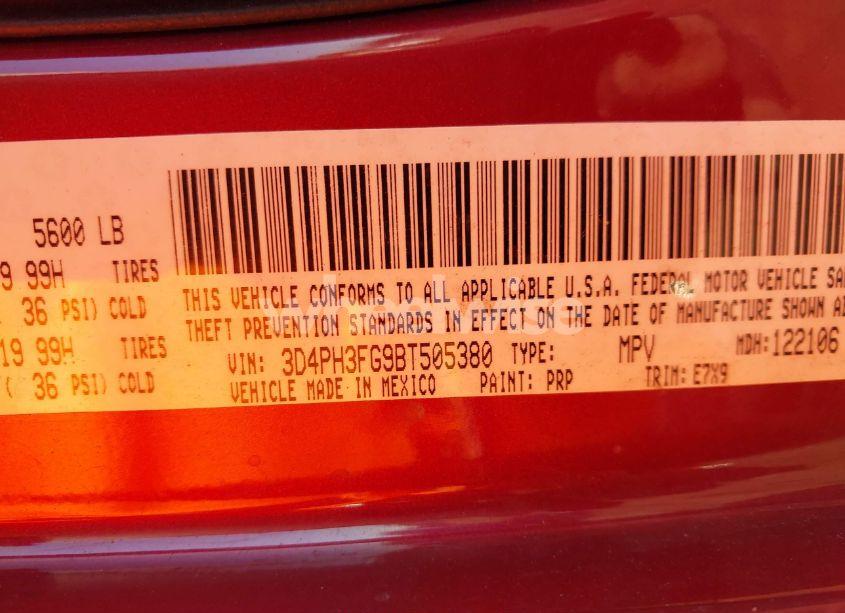 5600 LB
9 99H TIRES
36 PSI) COLD
19 99H TIRES
( 36 PSI) COLD
THIS VEHICLE CONFORMS TO ALL APPLICABLE U.S.A. FEDERAL MOTOR VEHICLE SA
THEFT PREVENTION STANDARDS IN EFFECT ON THE DATE OF MANUFACTURE SHOWN A
VIN: 3D4PH3FG9BT505380 TYPE: MPV MDH:122106
VEHICLE MADE IN MEXICO PAINT: PRP TRIM: E7X9